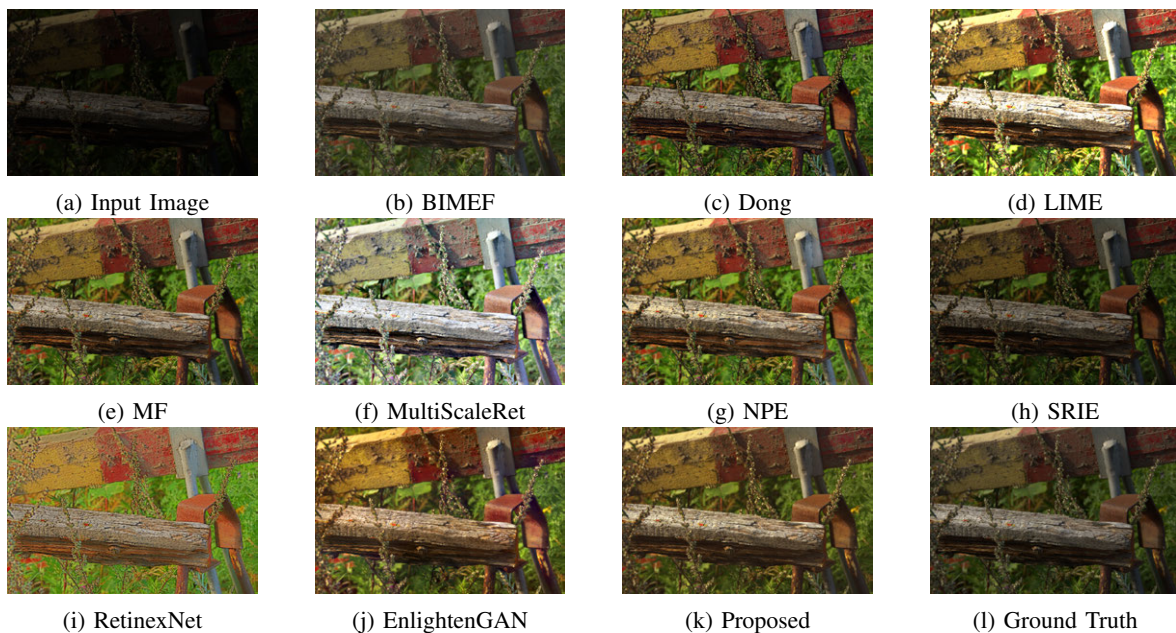 (a) Input Image
(b) BIMEF
(c) Dong
(d) LIME
(e) MF
(f) MultiScaleRet
(g) NPE
(h) SRIE
(i) RetinexNet
(j) EnlightenGAN
(k) Proposed
(l) Ground Truth